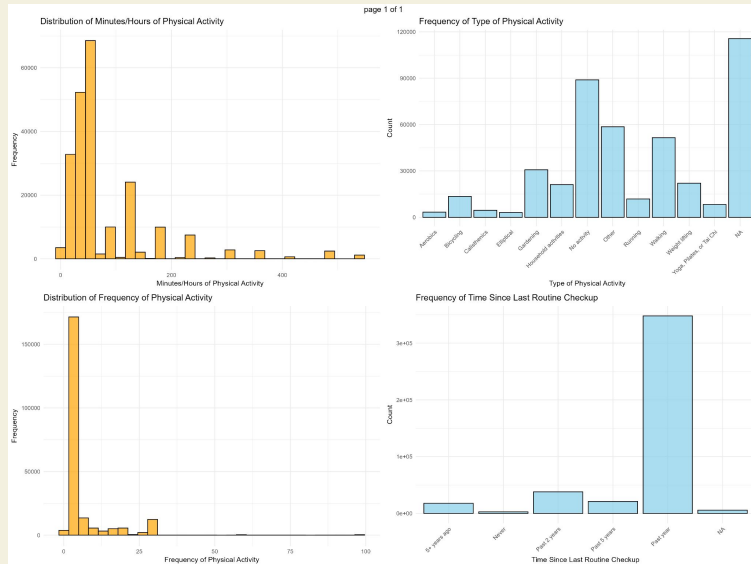 page 1 of 1
Distribution of Minutes/Hours of Physical Activity
Frequency
60000
40000
20000
0
0 200 400
Minutes/Hours of Physical Activity
Frequency of Type of Physical Activity
Count
120000
90000
60000
30000
0
Aerobics
Bicycling
Calisthenics
Elliptical
Gardening
Household activities
No activity
Other
Running
Walking
Weight lifting
Yoga, Pilates, or Tai Chi
NA
Type of Physical Activity
Distribution of Frequency of Physical Activity
Frequency
150000
100000
50000
0
0 25 50 75 100
Frequency of Physical Activity
Frequency of Time Since Last Routine Checkup
Count
3e+05
2e+05
1e+05
0e+00
5+ years ago
Never
Past 2 years
Past 5 years
Past year
NA
Time Since Last Routine Checkup